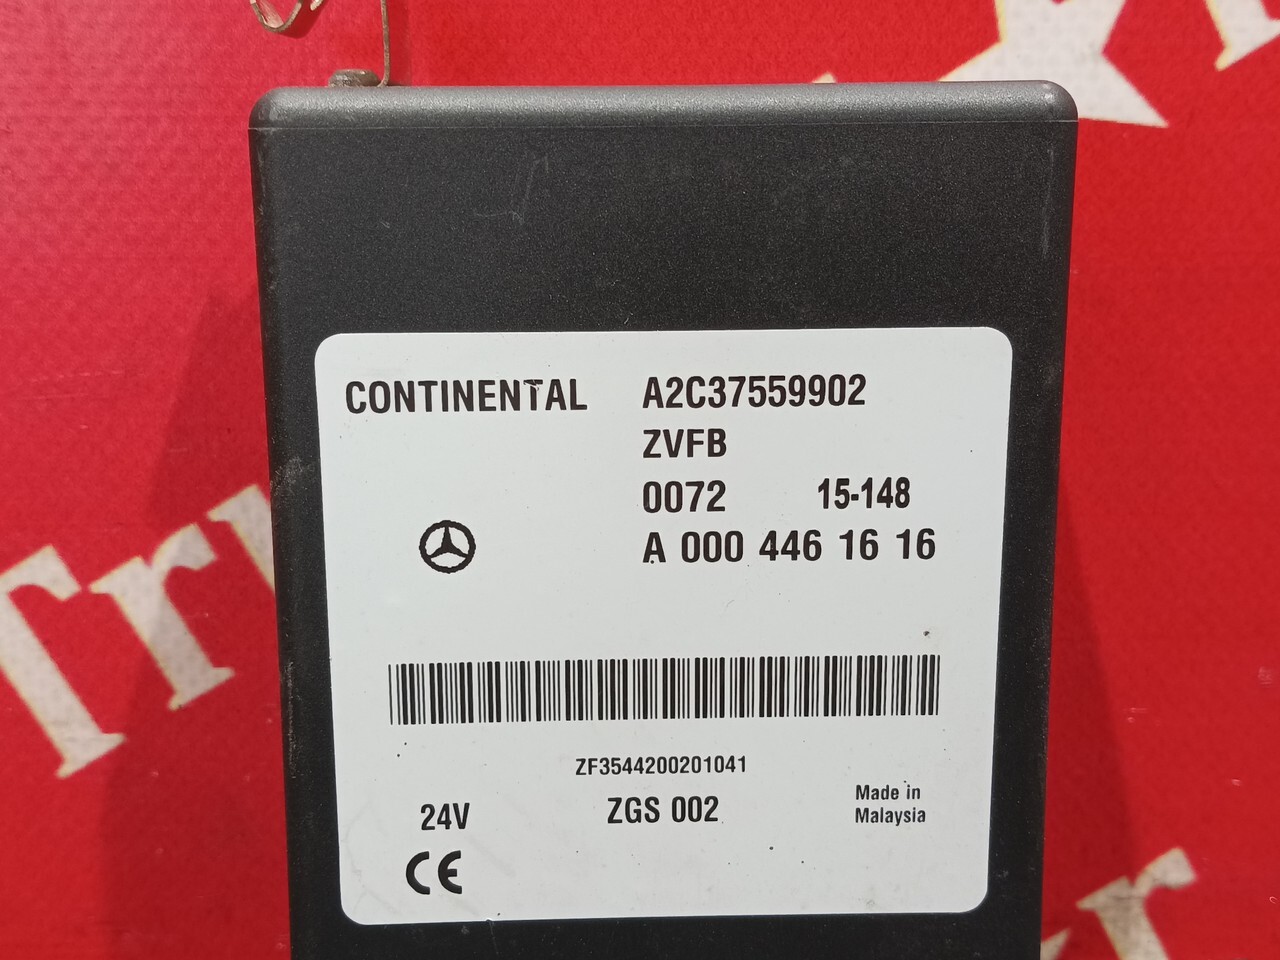 CONTINENTAL A2C37559902
ZVFB
0072 15-148
A 000 446 16 16
ZF3544200201041
24V ZGS 002 Made in
Malaysia
CE